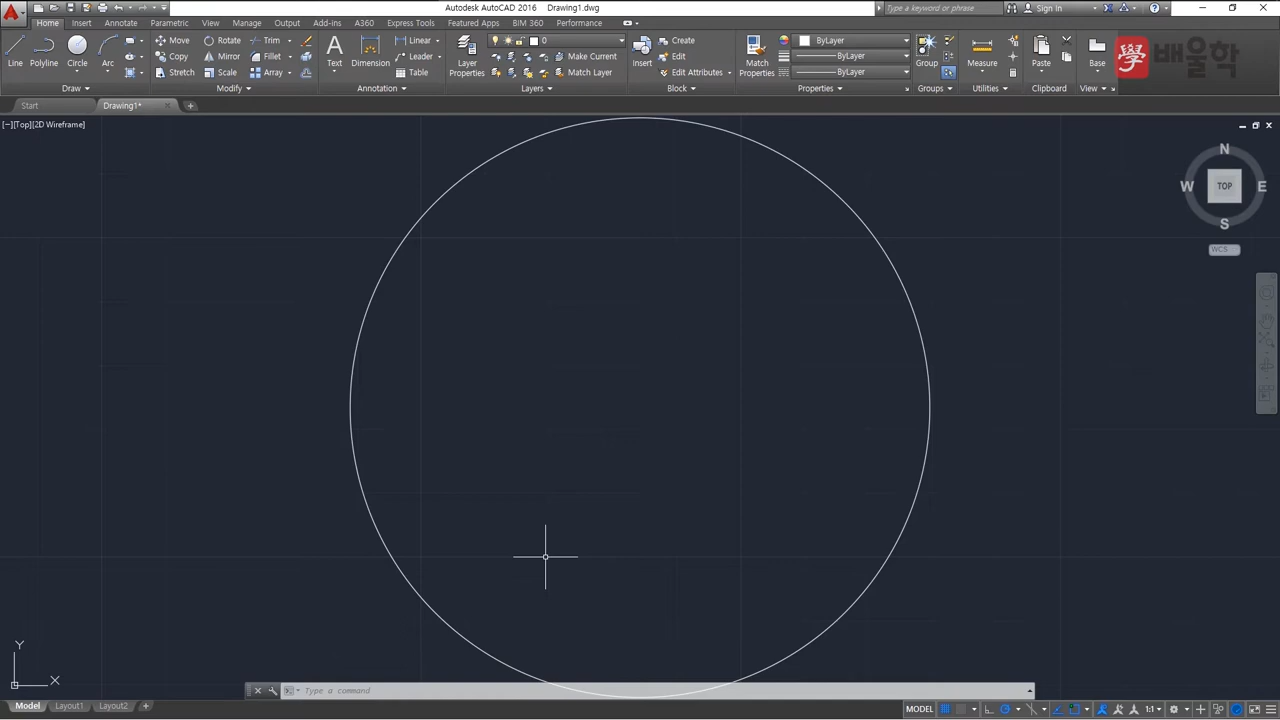 Autodesk AutoCAD 2016 Drawing1.dwg
Type a keyword or phrase
Sign In
Home Insert Annotate Parametric View Manage Output Add-ins A360 Express Tools Featured Apps BIM 360 Performance
Line Polyline Circle Arc
Move Rotate Trim
Copy Mirror Fillet
Stretch Scale Array
Text Dimension
Linear
Leader
Table
Layer
Properties
0
Make Current
Match Layer
Insert
Create
Edit
Edit Attributes
Match
Properties
ByLayer
ByLayer
ByLayer
Group
Measure
Paste
Base
學 배울학
Draw Modify Annotation Layers Block Properties Groups Utilities Clipboard View
Start Drawing1*
[−][Top][2D Wireframe]
N
W TOP E
S
WCS
Y
X
Type a command
Model Layout1 Layout2 +
MODEL 1:1